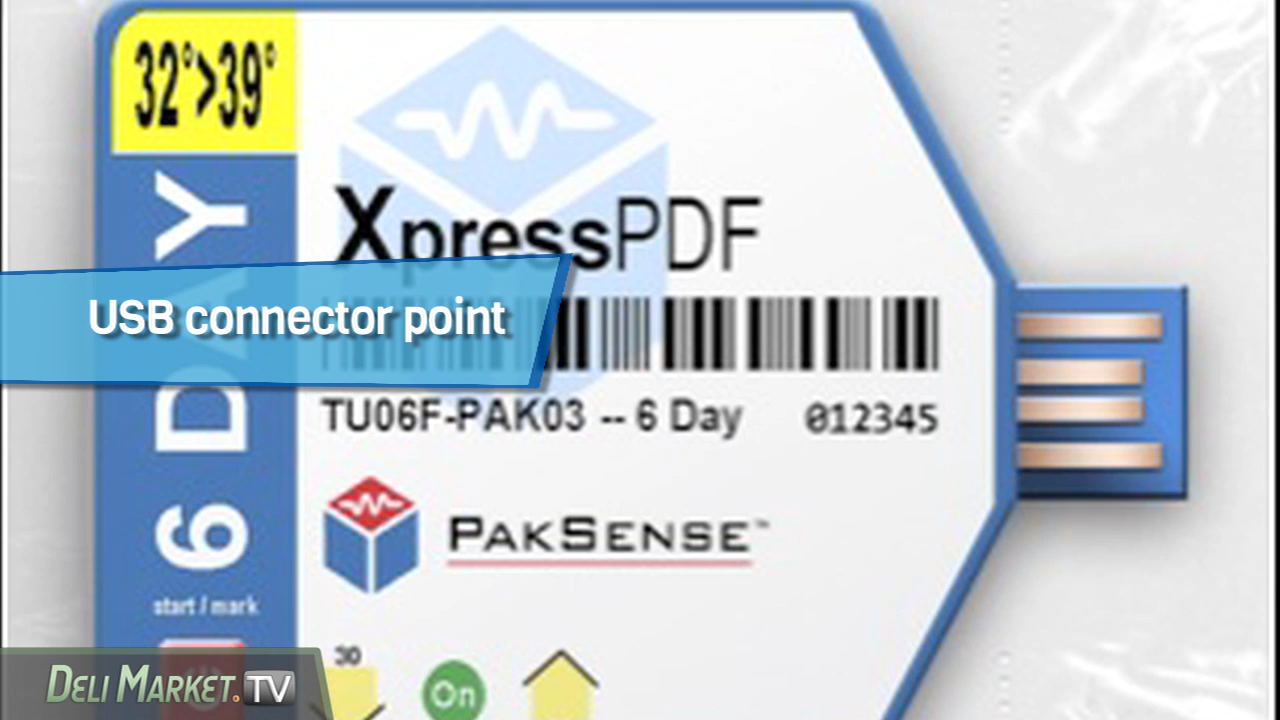 32°>39°
6 DAY
XpressPDF
USB connector point
TU06F-PAK03 -- 6 Day 012345
PAKSENSE™
start / mark
30
On
DELI MARKET.TV